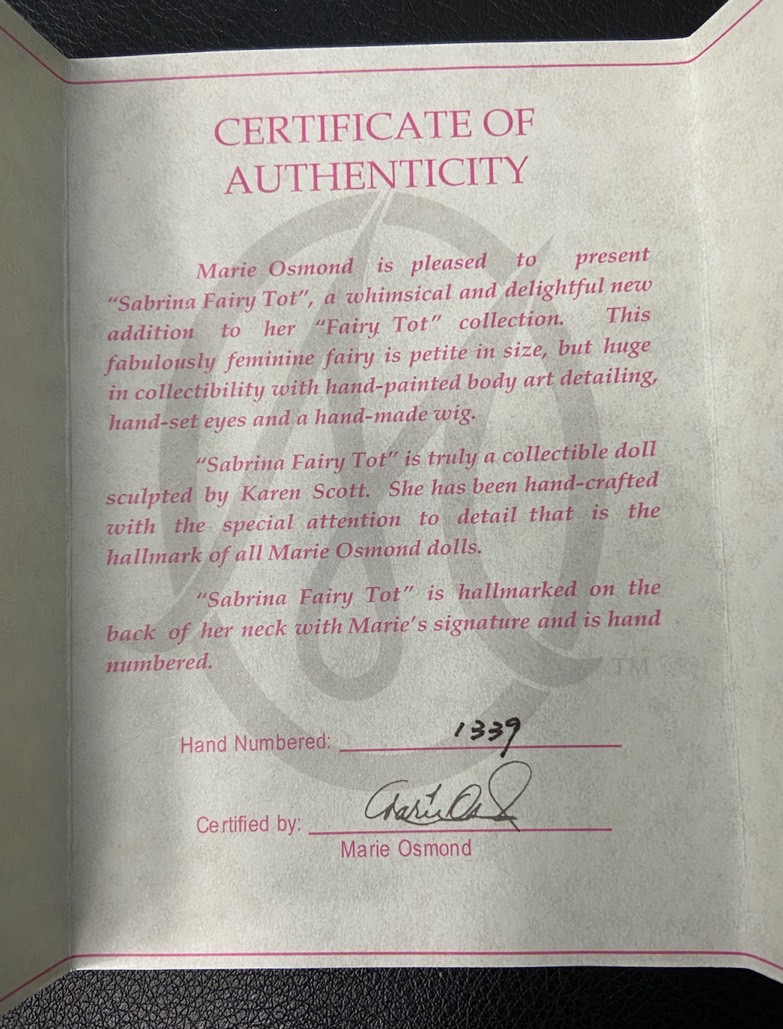 CERTIFICATE OF
AUTHENTICITY
Marie Osmond is pleased to present
“Sabrina Fairy Tot”, a whimsical and delightful new
addition to her “Fairy Tot” collection. This
fabulously feminine fairy is petite in size, but huge
in collectibility with hand-painted body art detailing,
hand-set eyes and a hand-made wig.
“Sabrina Fairy Tot” is truly a collectible doll
sculpted by Karen Scott. She has been hand-crafted
with the special attention to detail that is the
hallmark of all Marie Osmond dolls.
“Sabrina Fairy Tot” is hallmarked on the
back of her neck with Marie’s signature and is hand
numbered.
TM
Hand Numbered: 1339
Certified by: Marie Osmond
Marie Osmond